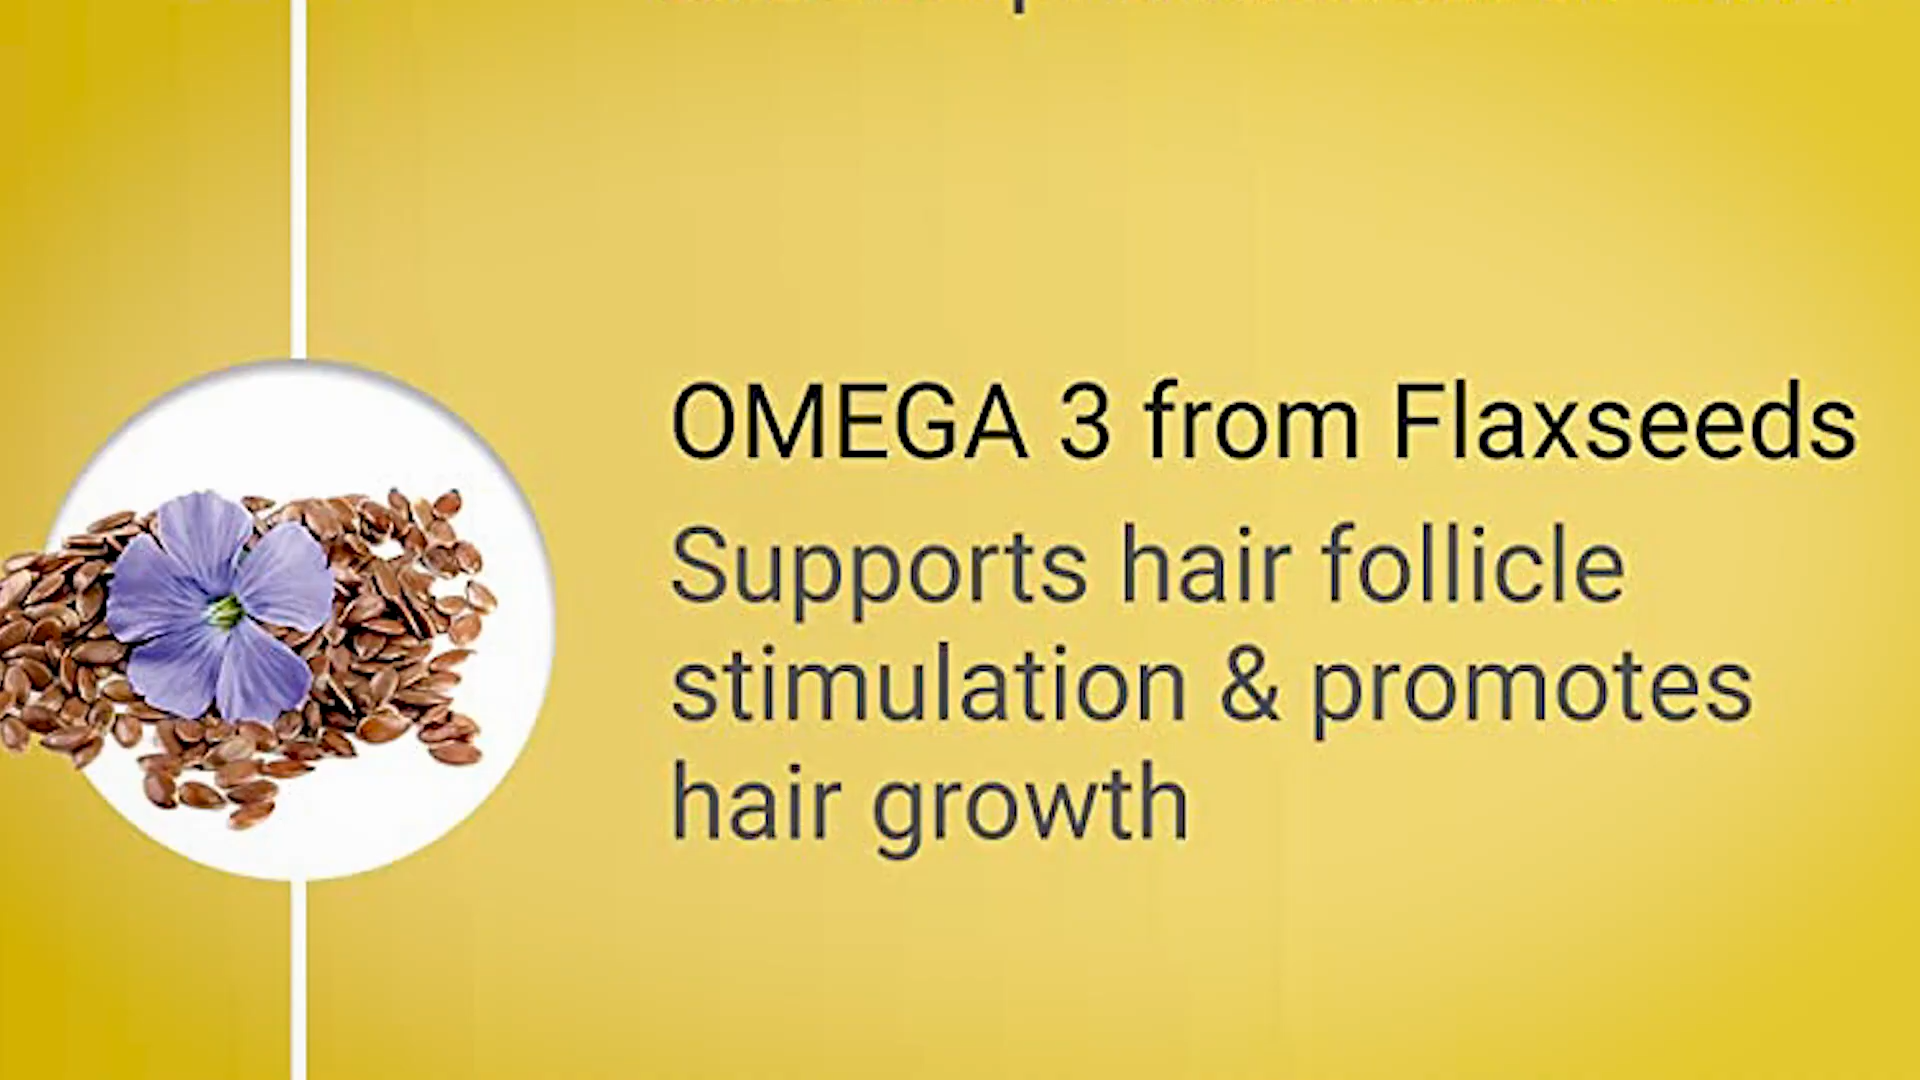 OMEGA 3 from Flaxseeds
Supports hair follicle
stimulation & promotes
hair growth